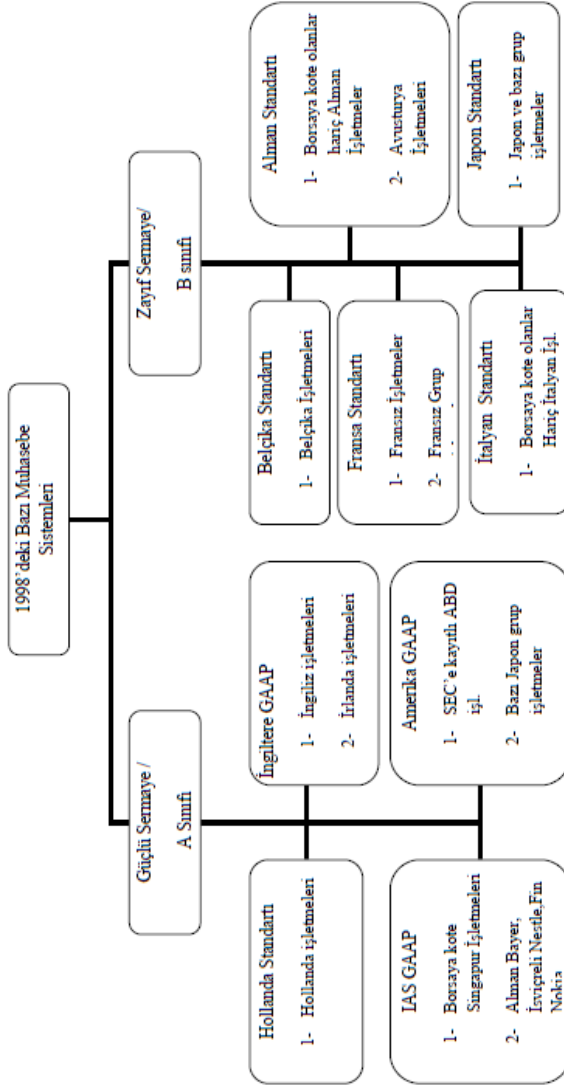 1998'deki Bazı Muhasebe
Sistemleri
Güçlü Sermaye /
A Sınıfı
Zayıf Sermaye/
B sınıfı
Hollanda Standartı
1- Hollanda işletmeleri
İngiltere GAAP
1- İngiliz işletmeleri
2- İrlanda işletmeleri
IAS GAAP
1- Borsaya kote
Singapur İşletmeleri
2- Alman Bayer,
İsviçreli Nestle,Fin
Nokia
Amerika GAAP
1- SEC'e kayıtlı ABD
işl.
2- Bazı Japon grup
işletmeler
Belçika Standartı
1- Belçika İşletmeleri
Fransa Standartı
1- Fransız İşletmeler
2- Fransız Grup
İtalyan Standartı
1- Borsaya kote olanlar
Hariç İtalyan İşl.
Alman Standartı
1- Borsaya kote olanlar
hariç Alman
İşletmeler
2- Avusturya
İşletmeleri
Japon Standartı
1- Japon ve bazı grup
işletmeler